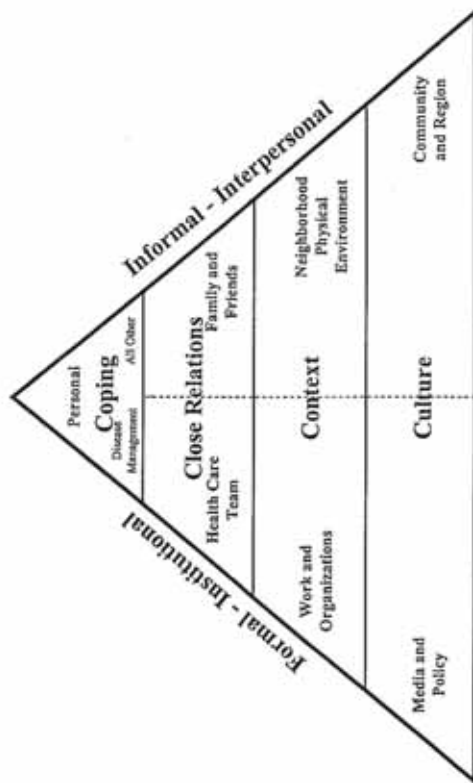 Informal - Interpersonal
Formal - Institutional
Personal
Coping
Disease
Management
All Other
Close Relations
Health Care
Team
Family and
Friends
Context
Work and
Organizations
Neighborhood
Physical
Environment
Culture
Media and
Policy
Community
and Region